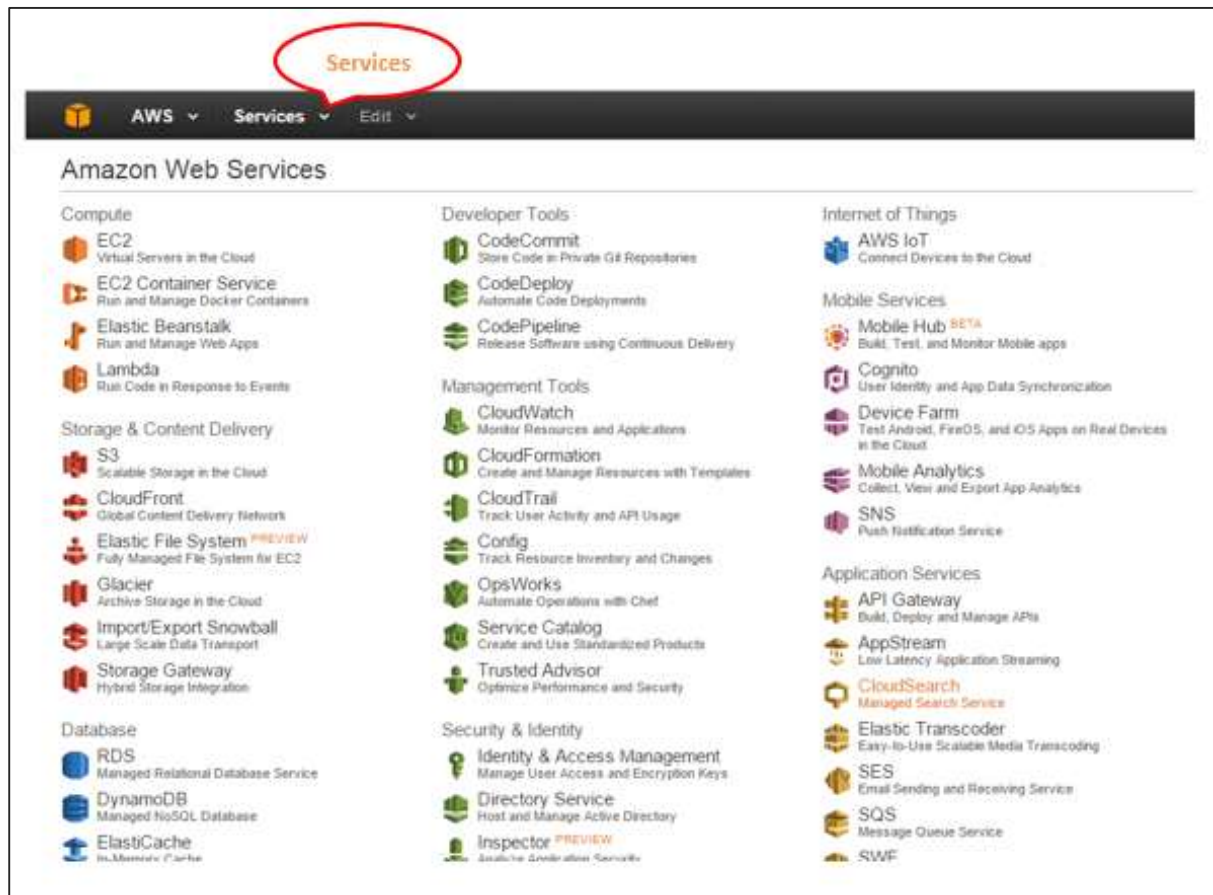 Services
AWS Services Edit
Amazon Web Services
Compute
EC2
Virtual Servers in the Cloud
EC2 Container Service
Run and Manage Docker Containers
Elastic Beanstalk
Run and Manage Web Apps
Lambda
Run Code in Response to Events
Storage & Content Delivery
S3
Scalable Storage in the Cloud
CloudFront
Global Content Delivery Network
Elastic File System PREVIEW
Fully Managed File System for EC2
Glacier
Archive Storage in the Cloud
Import/Export Snowball
Large Scale Data Transport
Storage Gateway
Hybrid Storage Integration
Database
RDS
Managed Relational Database Service
DynamoDB
Managed NoSQL Database
ElastiCache
In-Memory Cache
Developer Tools
CodeCommit
Store Code in Private Git Repositories
CodeDeploy
Automate Code Deployments
CodePipeline
Release Software using Continuous Delivery
Management Tools
CloudWatch
Monitor Resources and Applications
CloudFormation
Create and Manage Resources with Templates
CloudTrail
Track User Activity and API Usage
Config
Track Resource Inventory and Changes
OpsWorks
Automate Operations with Chef
Service Catalog
Create and Use Standardized Products
Trusted Advisor
Optimize Performance and Security
Security & Identity
Identity & Access Management
Manage User Access and Encryption Keys
Directory Service
Host and Manage Active Directory
Inspector PREVIEW
Analyze Application Security
Internet of Things
AWS IoT
Connect Devices to the Cloud
Mobile Services
Mobile Hub BETA
Build, Test, and Monitor Mobile apps
Cognito
User Identity and App Data Synchronization
Device Farm
Test Android, FireOS, and iOS Apps on Real Devices
in the Cloud
Mobile Analytics
Collect, View and Export App Analytics
SNS
Push Notification Service
Application Services
API Gateway
Build, Deploy and Manage APIs
AppStream
Low Latency Application Streaming
CloudSearch
Managed Search Service
Elastic Transcoder
Easy-to-Use Scalable Media Transcoding
SES
Email Sending and Receiving Service
SQS
Message Queue Service
SWF